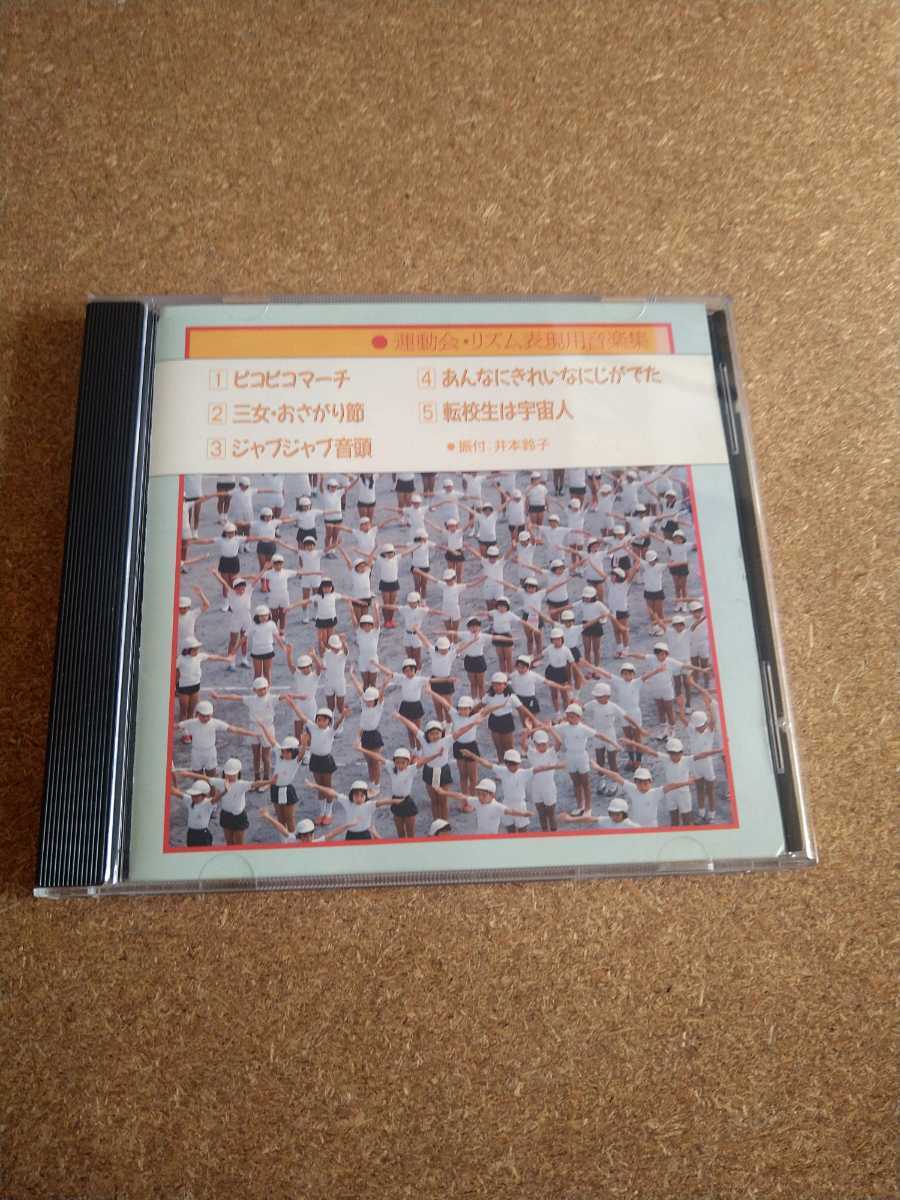 ●運動会・リズム表現用音楽集
1 ピコピコマーチ
2 三女・おさがり節
3 ジャブジャブ音頭
4 あんなにきれいなにじがでた
5 転校生は宇宙人
●振付：井本鈴子